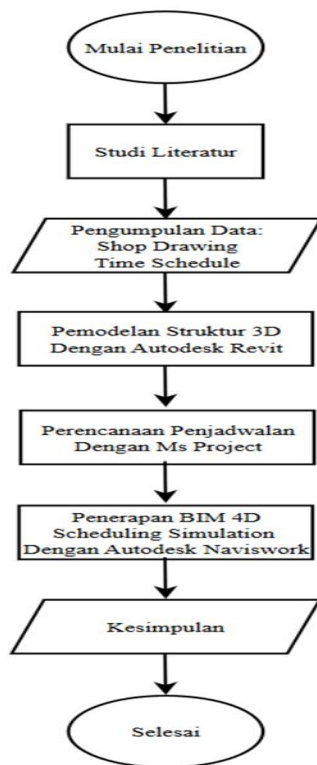 Mulai Penelitian
Studi Literatur
Pengumpulan Data:
Shop Drawing
Time Schedule
Pemodelan Struktur 3D
Dengan Autodesk Revit
Perencanaan Penjadwalan
Dengan Ms Project
Penerapan BIM 4D
Scheduling Simulation
Dengan Autodesk Naviswork
Kesimpulan
Selesai